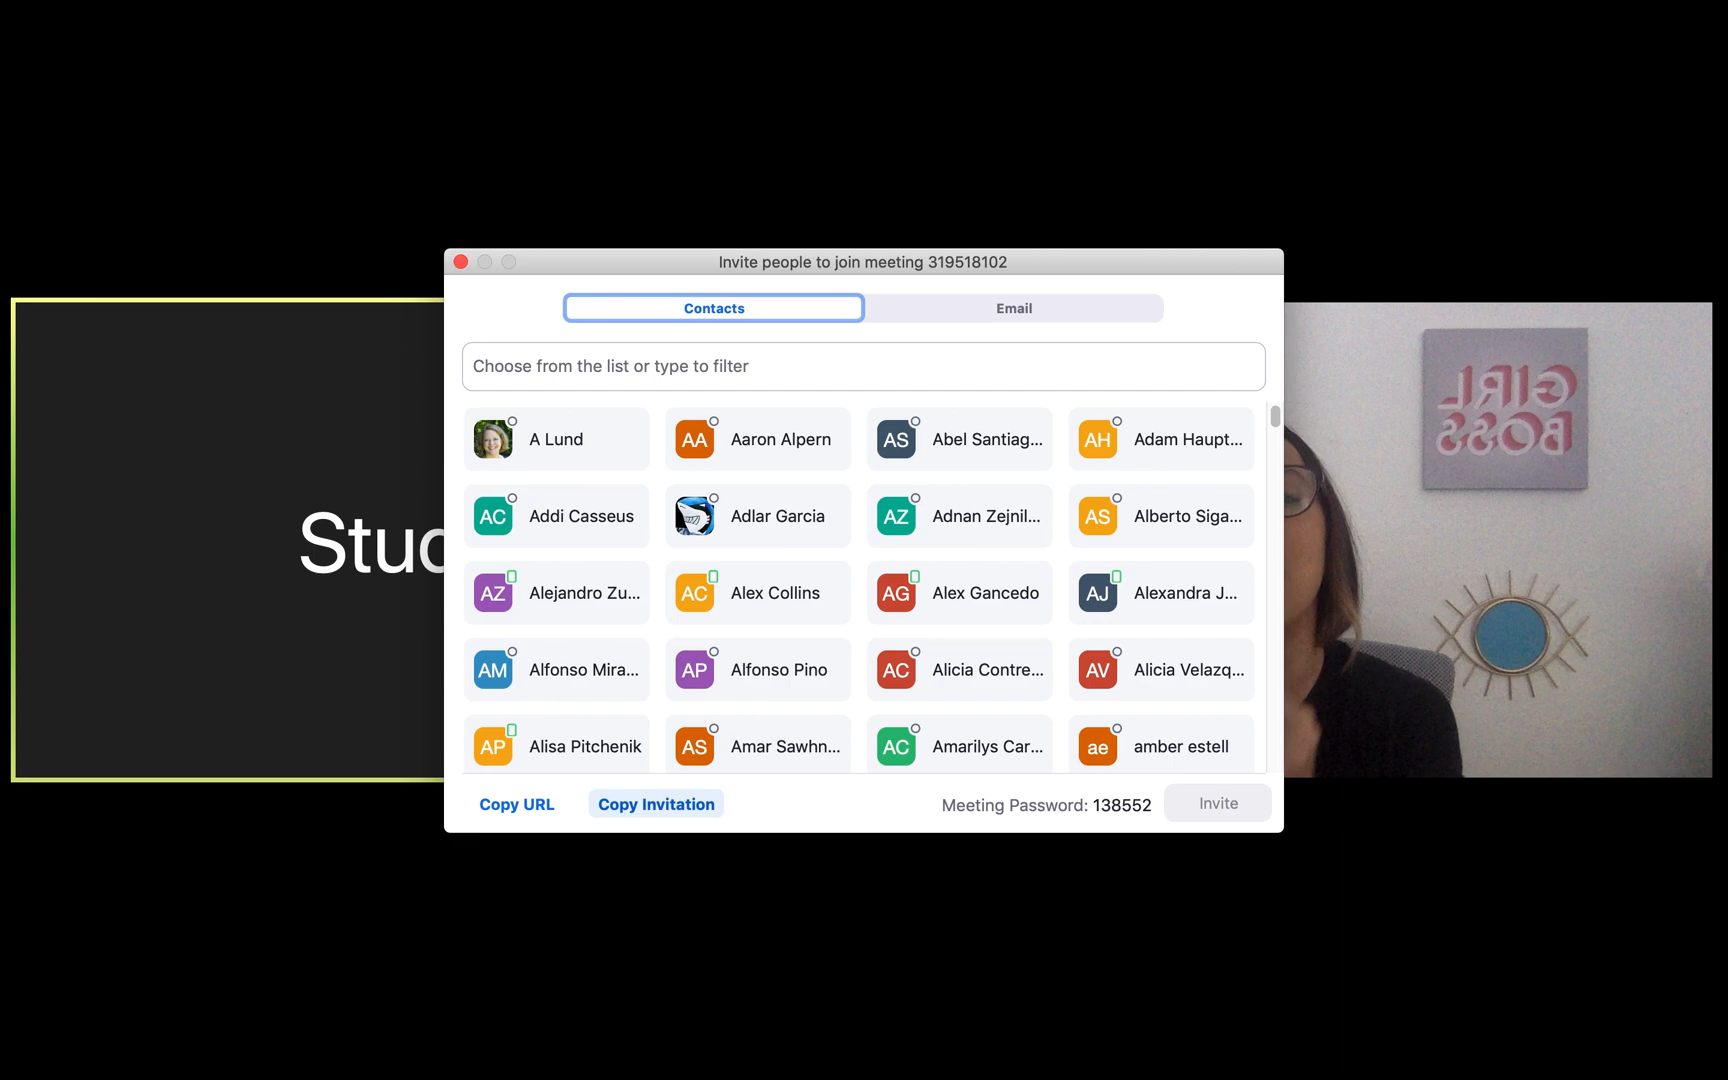 Invite people to join meeting 319518102
Contacts
Email
Choose from the list or type to filter
A Lund
AA
Aaron Alpern
AS
Abel Santiag...
AH
Adam Haupt...
AC
Addi Casseus
Adlar Garcia
AZ
Adnan Zejnil...
AS
Alberto Siga...
AZ
Alejandro Zu...
AC
Alex Collins
AG
Alex Gancedo
AJ
Alexandra J...
AM
Alfonso Mira...
AP
Alfonso Pino
AC
Alicia Contre...
AV
Alicia Velazq...
AP
Alisa Pitchenik
AS
Amar Sawhn...
AC
Amarilys Car...
ae
amber estell
Copy URL
Copy Invitation
Meeting Password: 138552
Invite
Stud
GIRL
BOSS